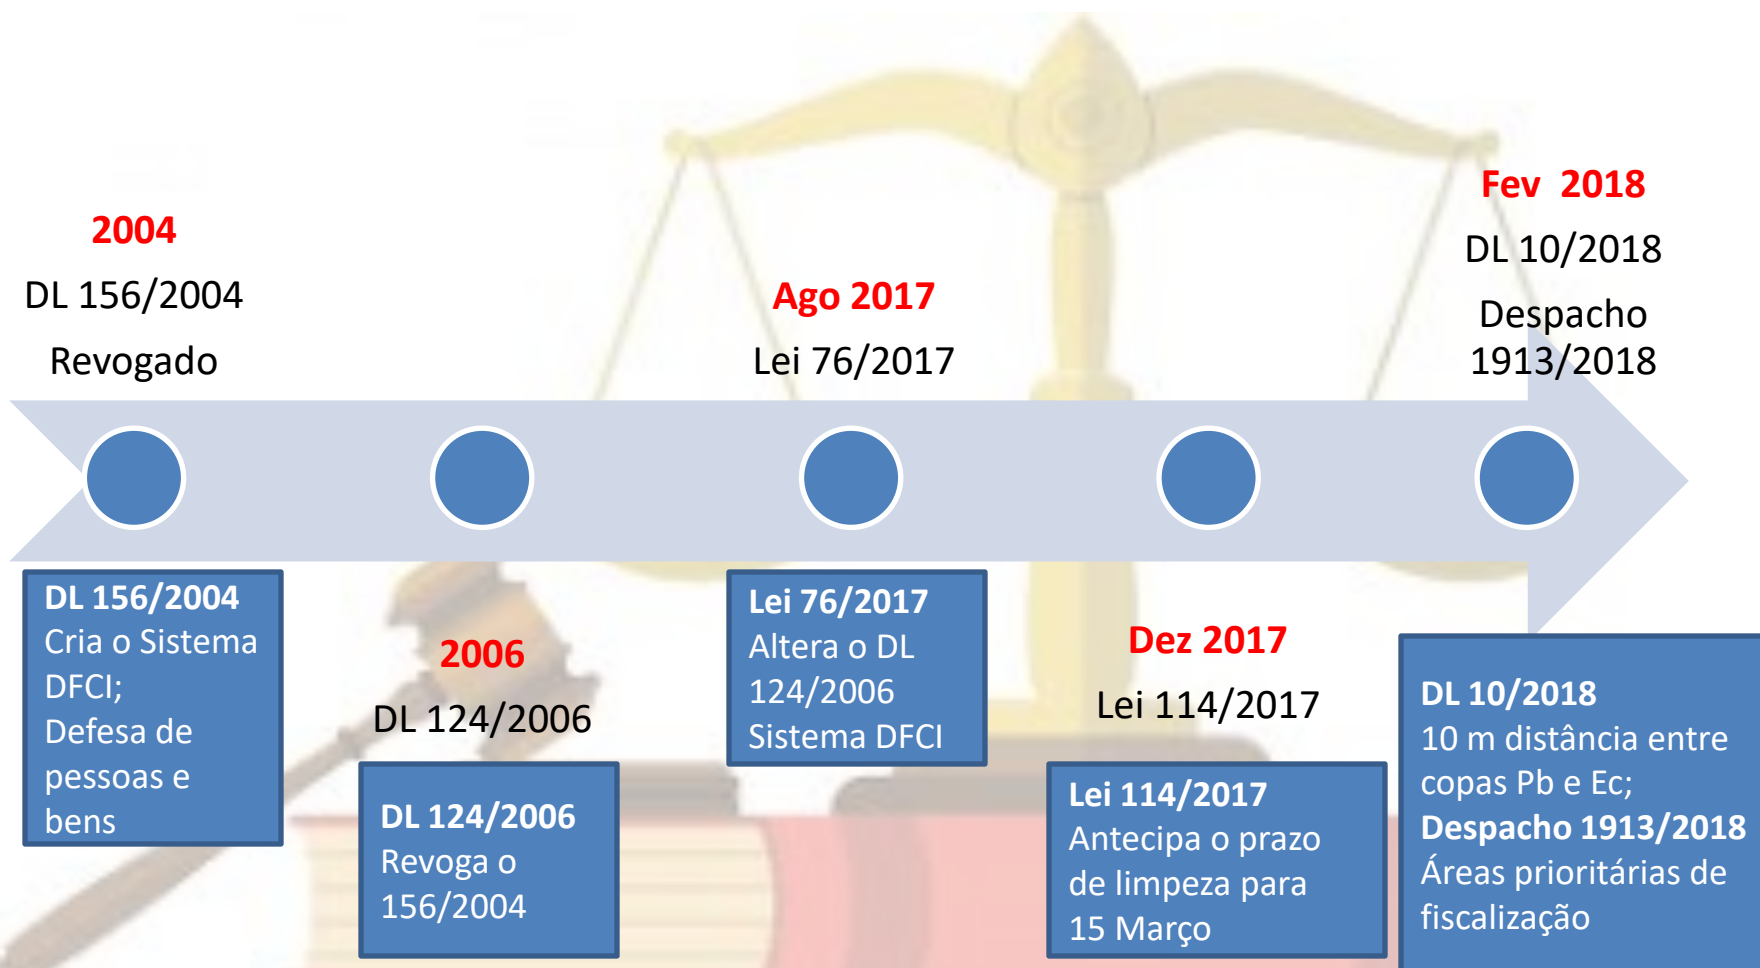 2004
DL 156/2004
Revogado
DL 156/2004
Cria o Sistema
DFCI;
Defesa de
pessoas e
bens
2006
DL 124/2006
DL 124/2006
Revoga o
156/2004
Ago 2017
Lei 76/2017
Lei 76/2017
Altera o DL
124/2006
Sistema DFCI
Dez 2017
Lei 114/2017
Lei 114/2017
Antecipa o prazo
de limpeza para
15 Março
Fev 2018
DL 10/2018
Despacho
1913/2018
DL 10/2018
10 m distância entre
copas Pb e Ec;
Despacho 1913/2018
Áreas prioritárias de
fiscalização